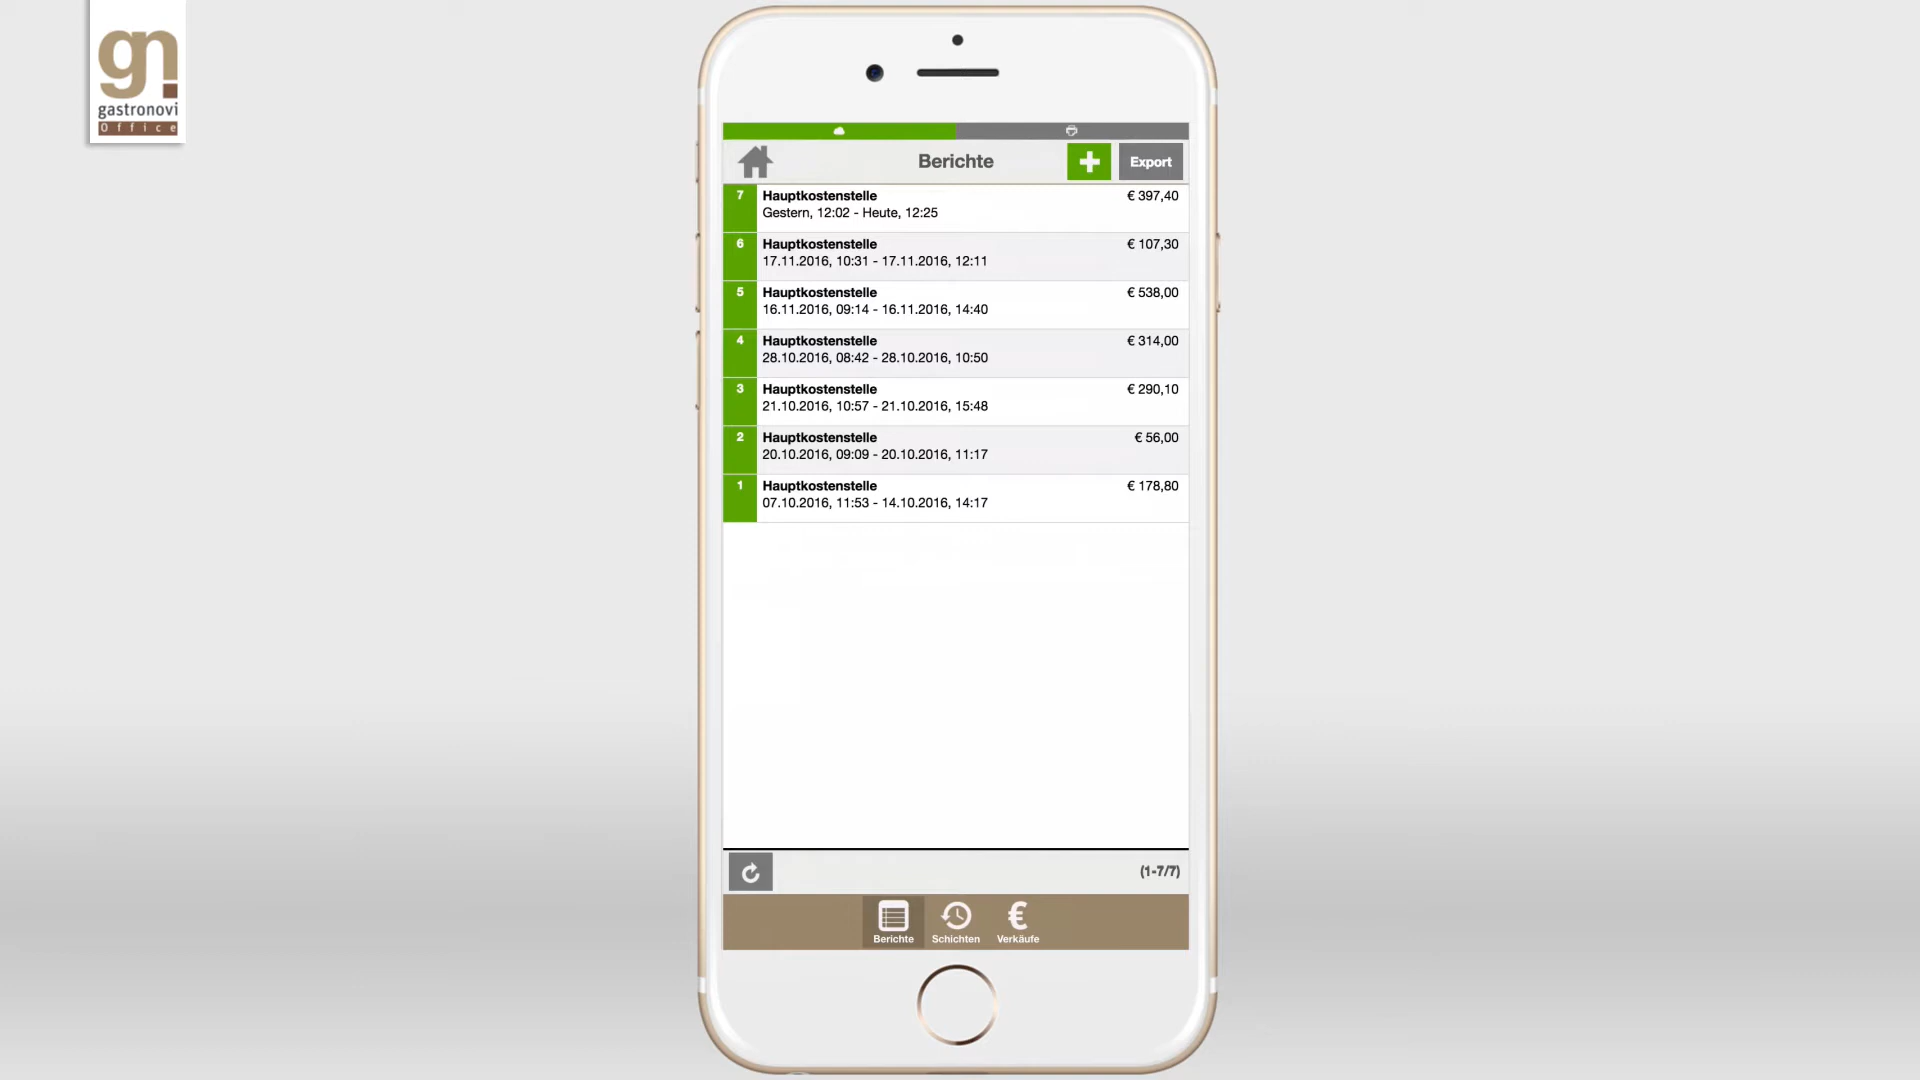 gn
gastronovi
Office
Berichte
Export
7 Hauptkostenstelle € 397,40
Gestern, 12:02 - Heute, 12:25
6 Hauptkostenstelle € 107,30
17.11.2016, 10:31 - 17.11.2016, 12:11
5 Hauptkostenstelle € 538,00
16.11.2016, 09:14 - 16.11.2016, 14:40
4 Hauptkostenstelle € 314,00
28.10.2016, 08:42 - 28.10.2016, 10:50
3 Hauptkostenstelle € 290,10
21.10.2016, 10:57 - 21.10.2016, 15:48
2 Hauptkostenstelle € 56,00
20.10.2016, 09:09 - 20.10.2016, 11:17
1 Hauptkostenstelle € 178,80
07.10.2016, 11:53 - 14.10.2016, 14:17
(1-7/7)
€
Berichte Schichten Verkäufe